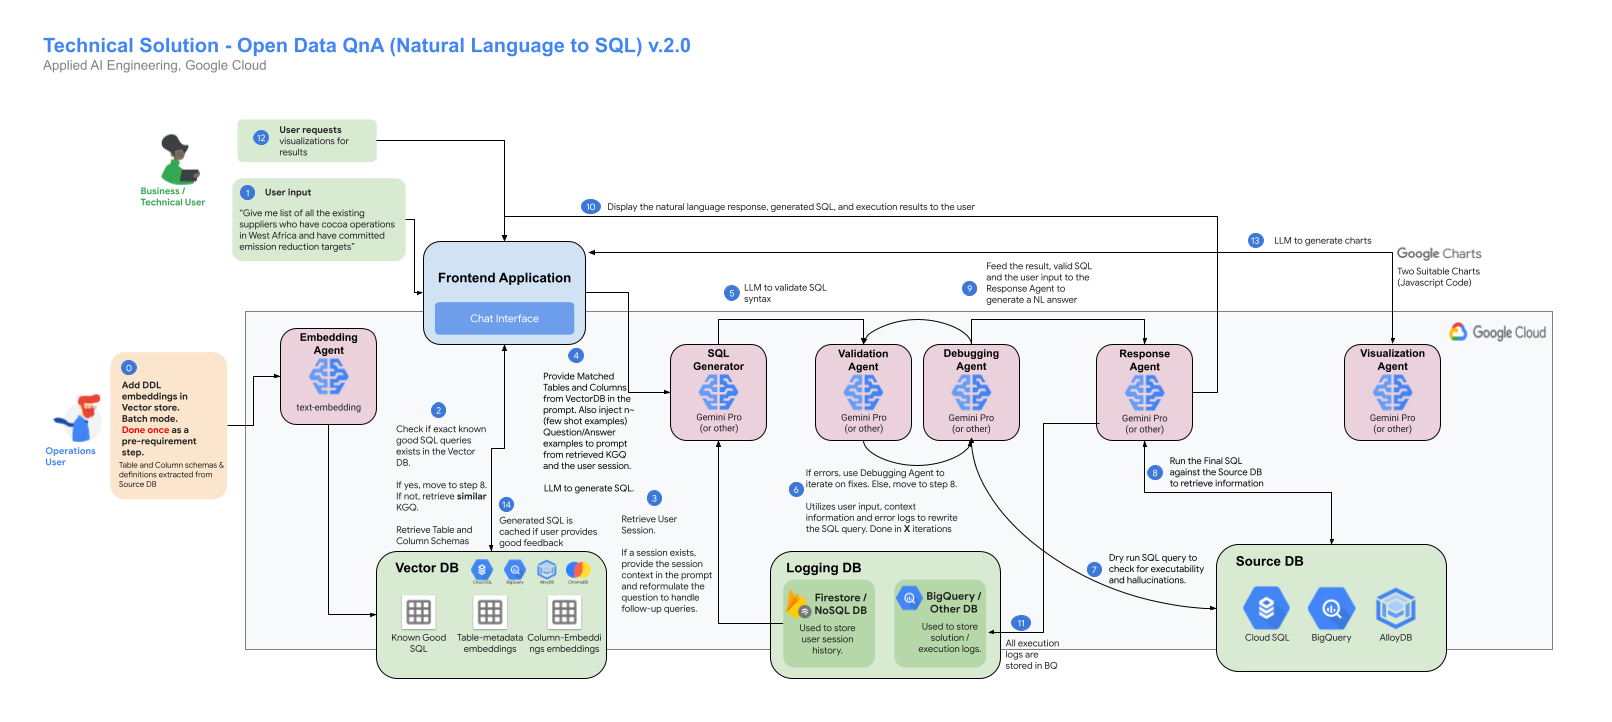 Technical Solution - Open Data QnA (Natural Language to SQL) v.2.0
Applied AI Engineering, Google Cloud
12
User requests
visualizations for
results
Business /
Technical User
1
User input
“Give me list of all the existing
suppliers who have cocoa operations
in West Africa and have committed
emission reduction targets”
10
Display the natural language response, generated SQL, and execution results to the user
13
LLM to generate charts
Google Charts
Two Suitable Charts
(Javascript Code)
Frontend Application
Chat Interface
5
LLM to validate SQL
syntax
9
Feed the result, valid SQL
and the user input to the
Response Agent to
generate a NL answer
Google Cloud
0
Add DDL
embeddings in
Vector store.
Batch mode.
Done once as a
pre-requirement
step.
Table and Column schemas &
definitions extracted from
Source DB
Operations
User
Embedding
Agent
text-embedding
2
Check if exact known
good SQL queries
exists in the Vector
DB.
If yes, move to step 8.
If not, retrieve similar
KGQ.
Retrieve Table and
Column Schemas
4
Provide Matched
Tables and Columns
from VectorDB in the
prompt. Also inject n~
(few shot examples)
Question/Answer
examples to prompt
from retrieved KGQ
and the user session.
LLM to generate SQL.
14
Generated SQL is
cached if user provides
good feedback
3
Retrieve User
Session.
If a session exists,
provide the session
context in the prompt
and reformulate the
question to handle
follow-up queries.
SQL
Generator
Gemini Pro
(or other)
Validation
Agent
Gemini Pro
(or other)
Debugging
Agent
Gemini Pro
(or other)
Response
Agent
Gemini Pro
(or other)
Visualization
Agent
Gemini Pro
(or other)
6
If errors, use Debugging Agent to
iterate on fixes. Else, move to step 8.
Utilizes user input, context
information and error logs to rewrite
the SQL query. Done in X iterations
8
Run the Final SQL
against the Source DB
to retrieve information
7
Dry run SQL query to
check for executability
and hallucinations.
Vector DB
CloudSQL
BigQuery
AlloyDB
ChromaDB
Known Good
SQL
Table-metadata
embeddings
Column-Embeddi
ngs embeddings
Logging DB
Firestore /
NoSQL DB
Used to store
user session
history.
BigQuery /
Other DB
Used to store
solution /
execution logs.
11
All execution
logs are
stored in BQ
Source DB
Cloud SQL
BigQuery
AlloyDB